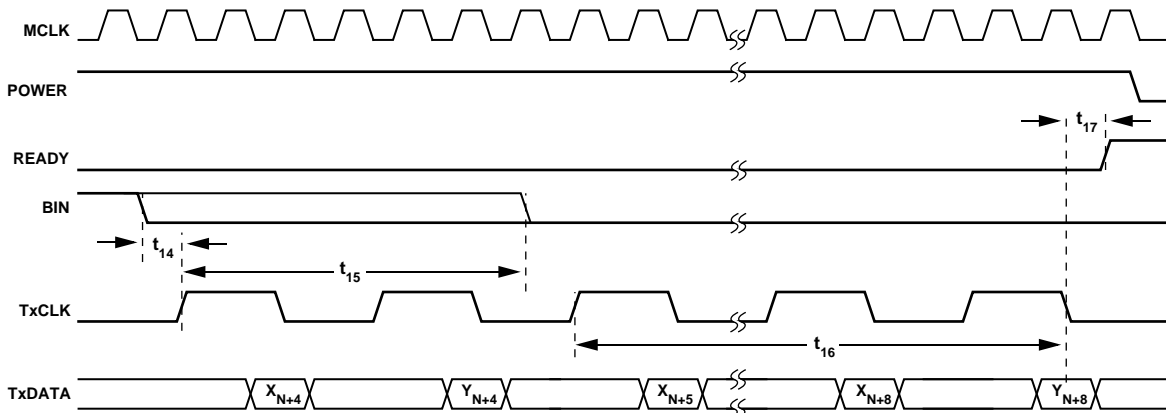 MCLK
POWER
t17
READY
BIN
t14
t15
TxCLK
t16
TxDATA XN+4 YN+4 XN+5 XN+8 YN+8